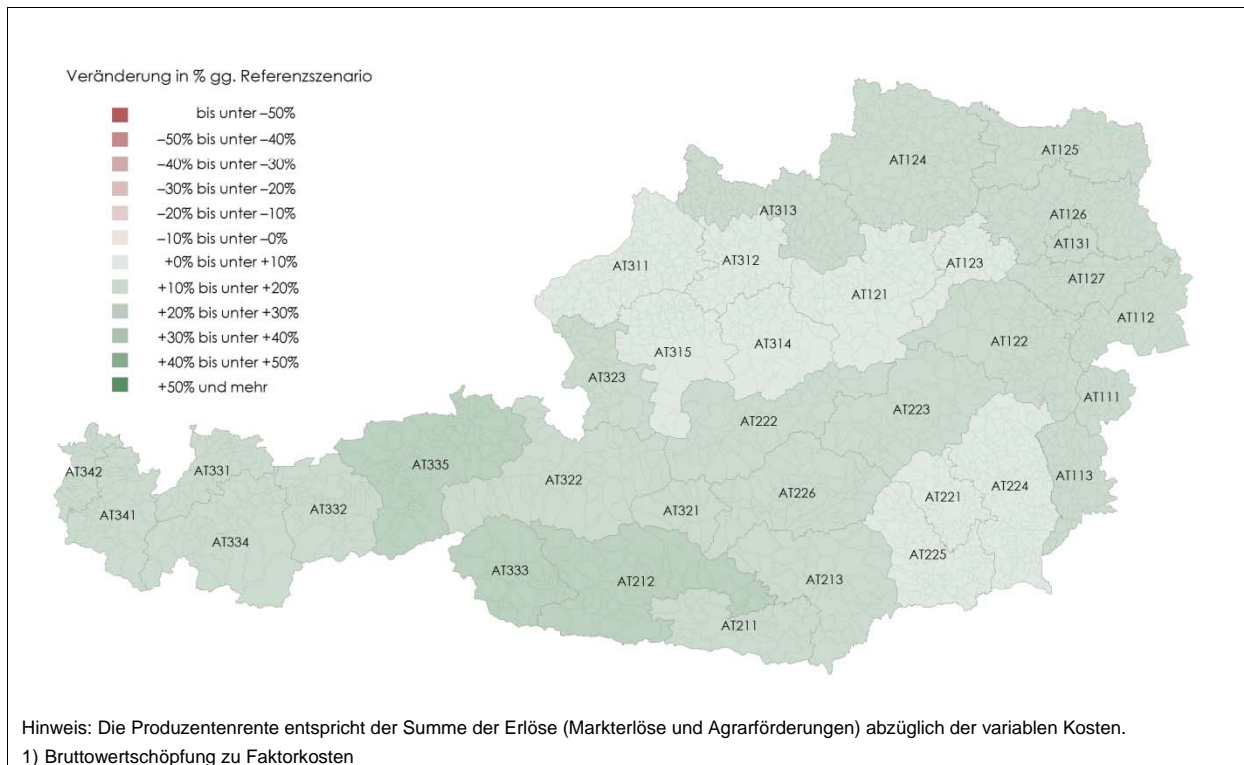 Veränderung in % gg. Referenszenario
bis unter –50%
–50% bis unter –40%
–40% bis unter –30%
–30% bis unter –20%
–20% bis unter –10%
–10% bis unter –0%
+0% bis unter +10%
+10% bis unter +20%
+20% bis unter +30%
+30% bis unter +40%
+40% bis unter +50%
+50% und mehr
AT124
AT125
AT313
AT126
AT131
AT311
AT312
AT123
AT127
AT121
AT112
AT315
AT314
AT122
AT323
AT111
AT222
AT223
AT342
AT331
AT335
AT113
AT322
AT226
AT221
AT224
AT341
AT332
AT321
AT334
AT225
AT333
AT212
AT213
AT211
Hinweis: Die Produzentenrente entspricht der Summe der Erlöse (Markterlöse und Agrarförderungen) abzüglich der variablen Kosten.
1) Bruttowertschöpfung zu Faktorkosten